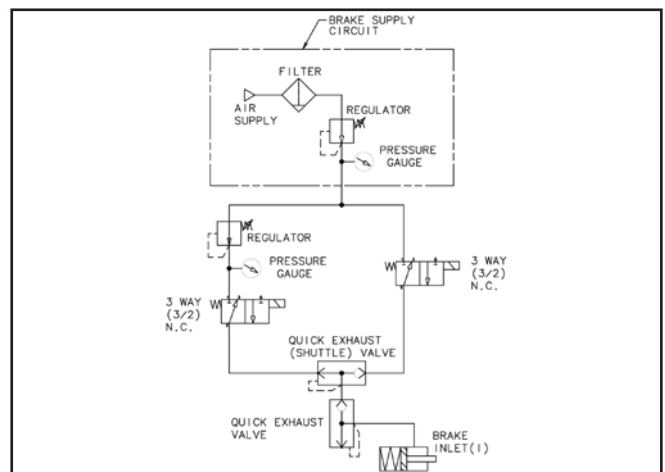 BRAKE SUPPLY
CIRCUIT
FILTER
AIR
SUPPLY
REGULATOR
PRESSURE
GAUGE
REGULATOR
PRESSURE
GAUGE
3 WAY
(3/2)
N.C.
3 WAY
(3/2)
N.C.
QUICK EXHAUST
(SHUTTLE) VALVE
QUICK EXHAUST
VALVE
BRAKE
INLET(1)